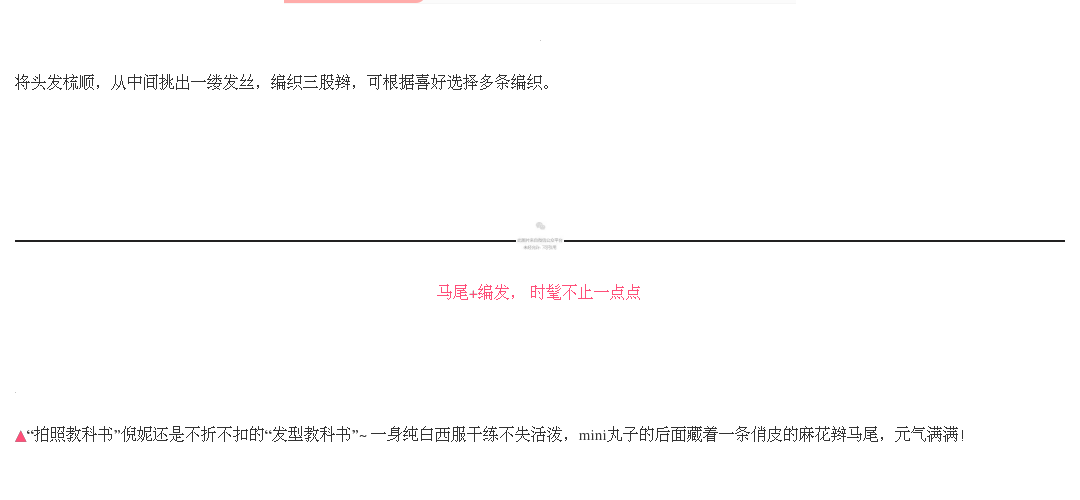 将头发梳顺，从中间挑出一缕发丝，编织三股辫，可根据喜好选择多条编织。
马尾+编发， 时髦不止一点点
▲“拍照教科书”倪妮还是不折不扣的“发型教科书”~ 一身纯白西服干练不失活泼，mini丸子的后面藏着一条俏皮的麻花辫马尾，元气满满!